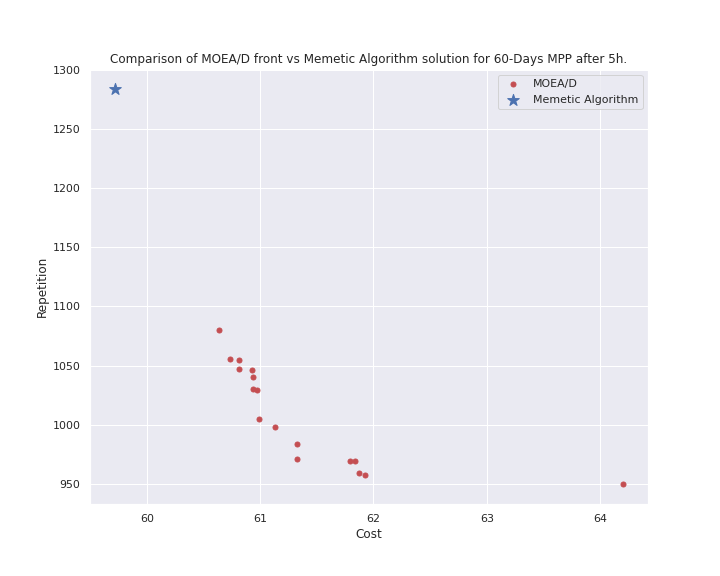 Comparison of MOEA/D front vs Memetic Algorithm solution for 60-Days MPP after 5h.
MOEA/D
Memetic Algorithm
Repetition
1300
1250
1200
1150
1100
1050
1000
950
60 61 62 63 64
Cost